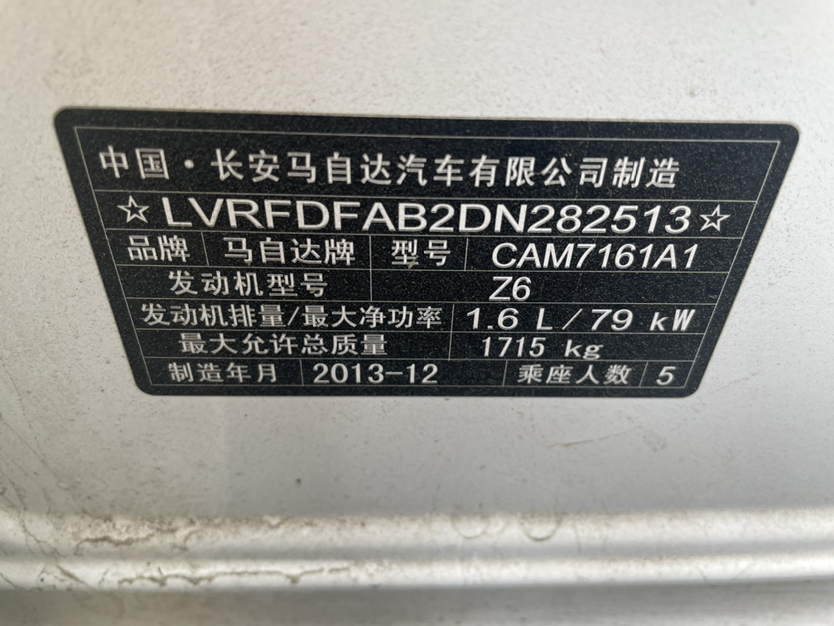 中国·长安马自达汽车有限公司制造
☆LVRFDFAB2DN282513☆
品牌 马自达牌 型号 CAM7161A1
发动机型号 Z6
发动机排量/最大净功率 1.6 L/79 kW
最大允许总质量 1715 kg
制造年月 2013-12 乘座人数 5